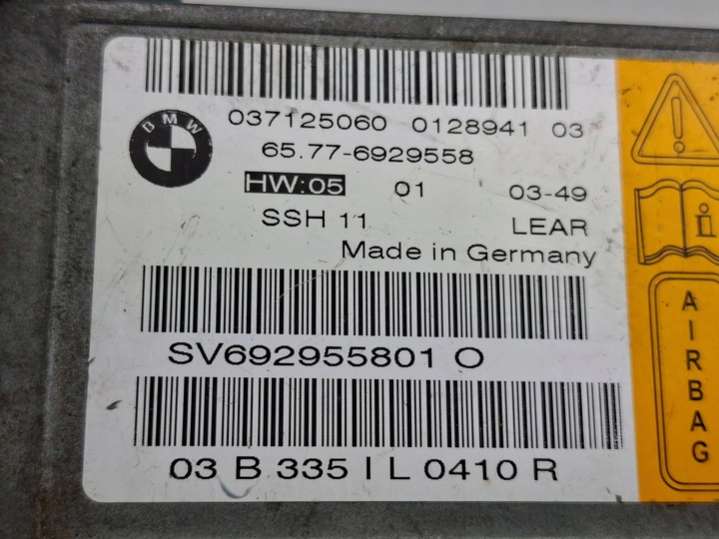 BMW
037125060 0128941 03
65.77-6929558
HW:05 01 03-49
SSH 11 LEAR
Made in Germany
SV692955801 0
03 B 335 I L 0410 R
i
AIRBAG